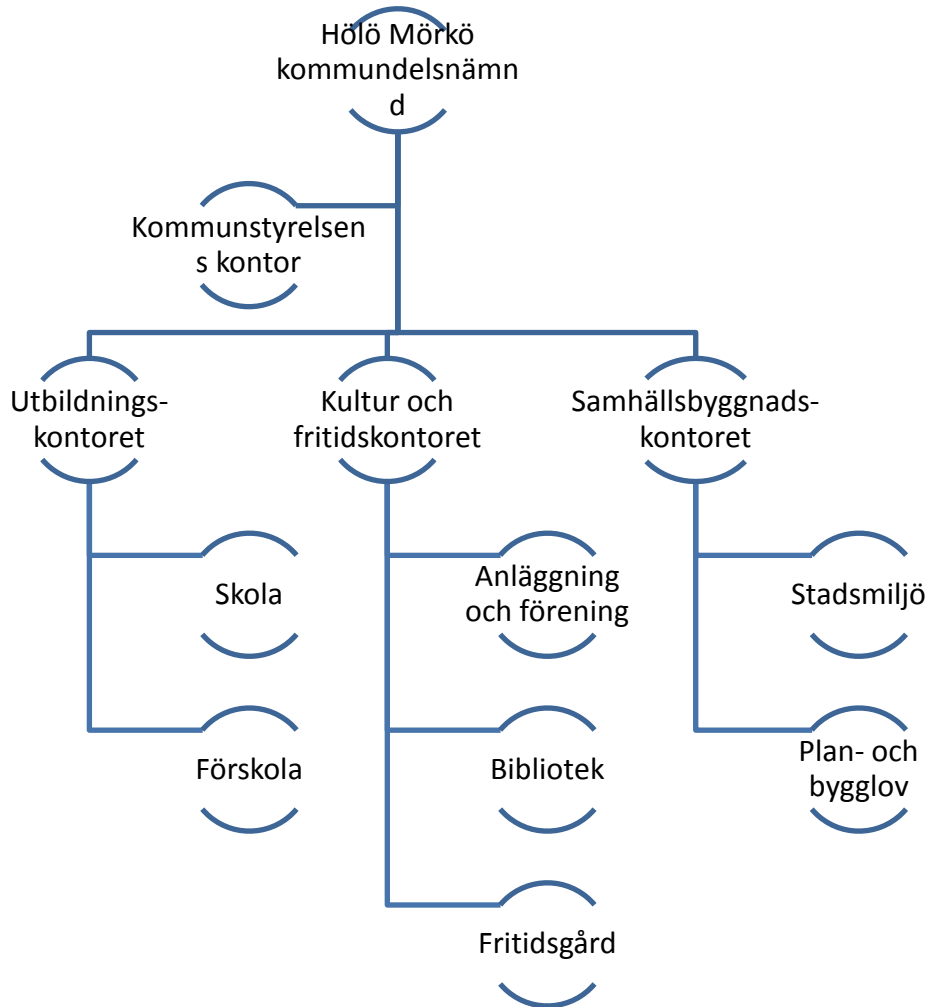 Hölö Mörkö
kommundelsnämn
d
Kommunstyrelsen
s kontor
Utbildnings-
kontoret
Kultur och
fritidskontoret
Samhällsbyggnads-
kontoret
Skola
Anläggning
och förening
Stadsmiljö
Förskola
Bibliotek
Plan- och
bygglov
Fritidsgård